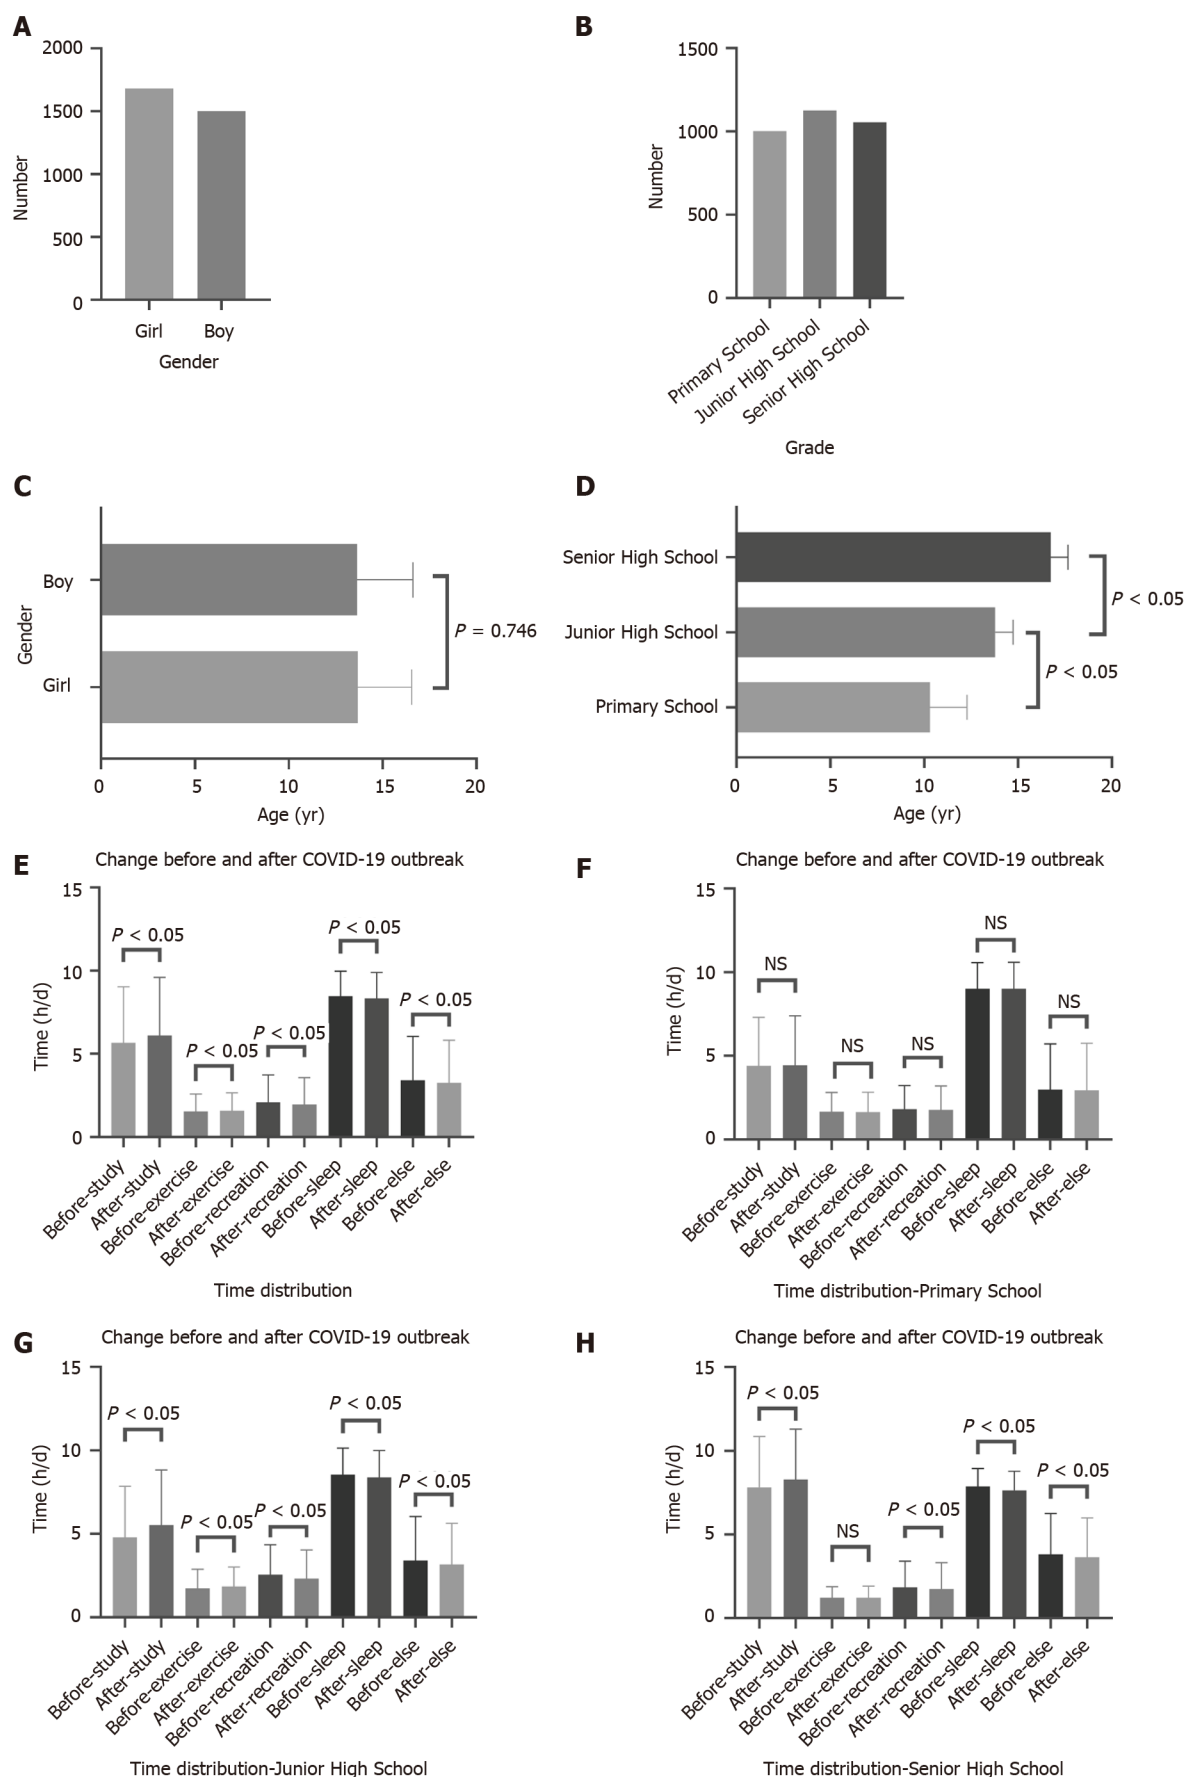 A
2000
1500
1000
500
0
Number
Girl
Boy
Gender
B
1500
1000
500
0
Number
Primary School
Junior High School
Senior High School
Grade
C
Boy
Girl
Gender
P = 0.746
0 5 10 15 20
Age (yr)
D
Senior High School
Junior High School
Primary School
P < 0.05
P < 0.05
0 5 10 15 20
Age (yr)
E
Change before and after COVID-19 outbreak
15
10
5
0
Time (h/d)
P < 0.05
P < 0.05
P < 0.05
P < 0.05
P < 0.05
Before-study
After-study
Before-exercise
After-exercise
Before-recreation
After-recreation
Before-sleep
After-sleep
Before-else
After-else
Time distribution
F
Change before and after COVID-19 outbreak
15
10
5
0
Time (h/d)
NS
NS
NS
NS
NS
Before-study
After-study
Before-exercise
After-exercise
Before-recreation
After-recreation
Before-sleep
After-sleep
Before-else
After-else
Time distribution-Primary School
G
Change before and after COVID-19 outbreak
15
10
5
0
Time (h/d)
P < 0.05
P < 0.05
P < 0.05
P < 0.05
P < 0.05
Before-study
After-study
Before-exercise
After-exercise
Before-recreation
After-recreation
Before-sleep
After-sleep
Before-else
After-else
Time distribution-Junior High School
H
Change before and after COVID-19 outbreak
15
10
5
0
Time (h/d)
P < 0.05
NS
P < 0.05
P < 0.05
P < 0.05
Before-study
After-study
Before-exercise
After-exercise
Before-recreation
After-recreation
Before-sleep
After-sleep
Before-else
After-else
Time distribution-Senior High School